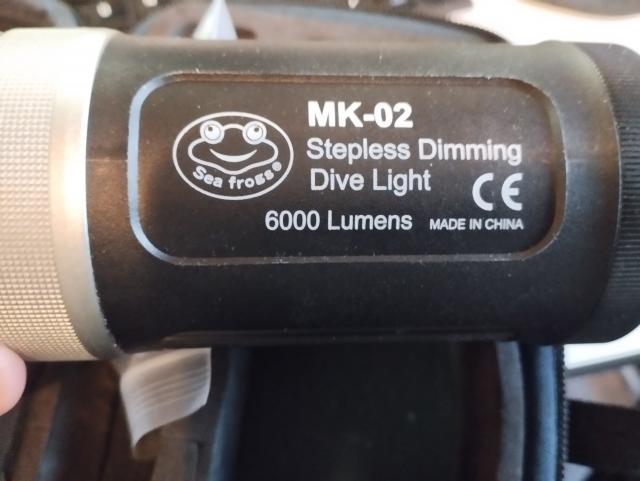 MK-02
Stepless Dimming
Dive Light
Sea frogs®
CE
6000 Lumens
MADE IN CHINA